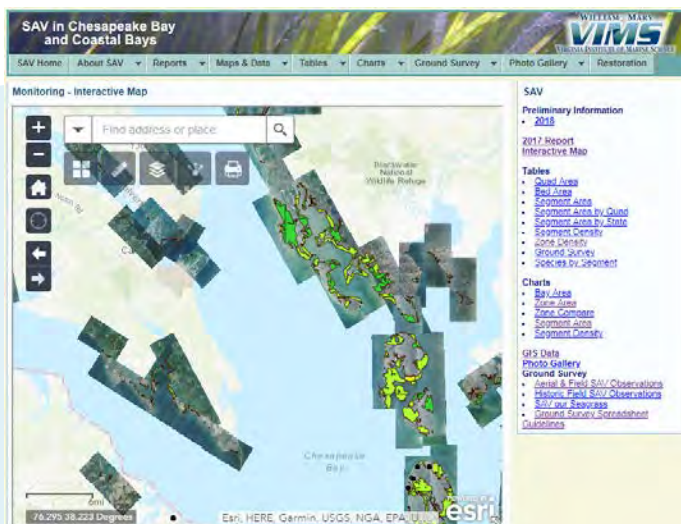 SAV in Chesapeake Bay
and Coastal Bays
WILLIAM & MARY
VIMS
VIRGINIA INSTITUTE OF MARINE SCIENCE
SAV Home About SAV Reports Maps & Data Tables Charts Ground Survey Photo Gallery Restoration
Monitoring - Interactive Map
Find address or place
Blackwater
National
Wildlife Refuge
Chesapeake
Bay
6mi
76.295 38.223 Degrees
Esri, HERE, Garmin, USGS, NGA, EPA, U
POWERED BY
esri
SAV
Preliminary Information
2018
2017 Report
Interactive Map
Tables
Quad Area
Bed Area
Segment Area
Segment Area by Quad
Segment Area by State
Segment Density
Zone Density
Ground Survey
Species by Segment
Charts
Bay Area
Zone Area
Zone Compare
Segment Area
Segment Density
GIS Data
Photo Gallery
Ground Survey
Aerial & Field SAV Observations
Historic Field SAV Observations
SAV our Seagrass
Ground Survey Spreadsheet
Guidelines